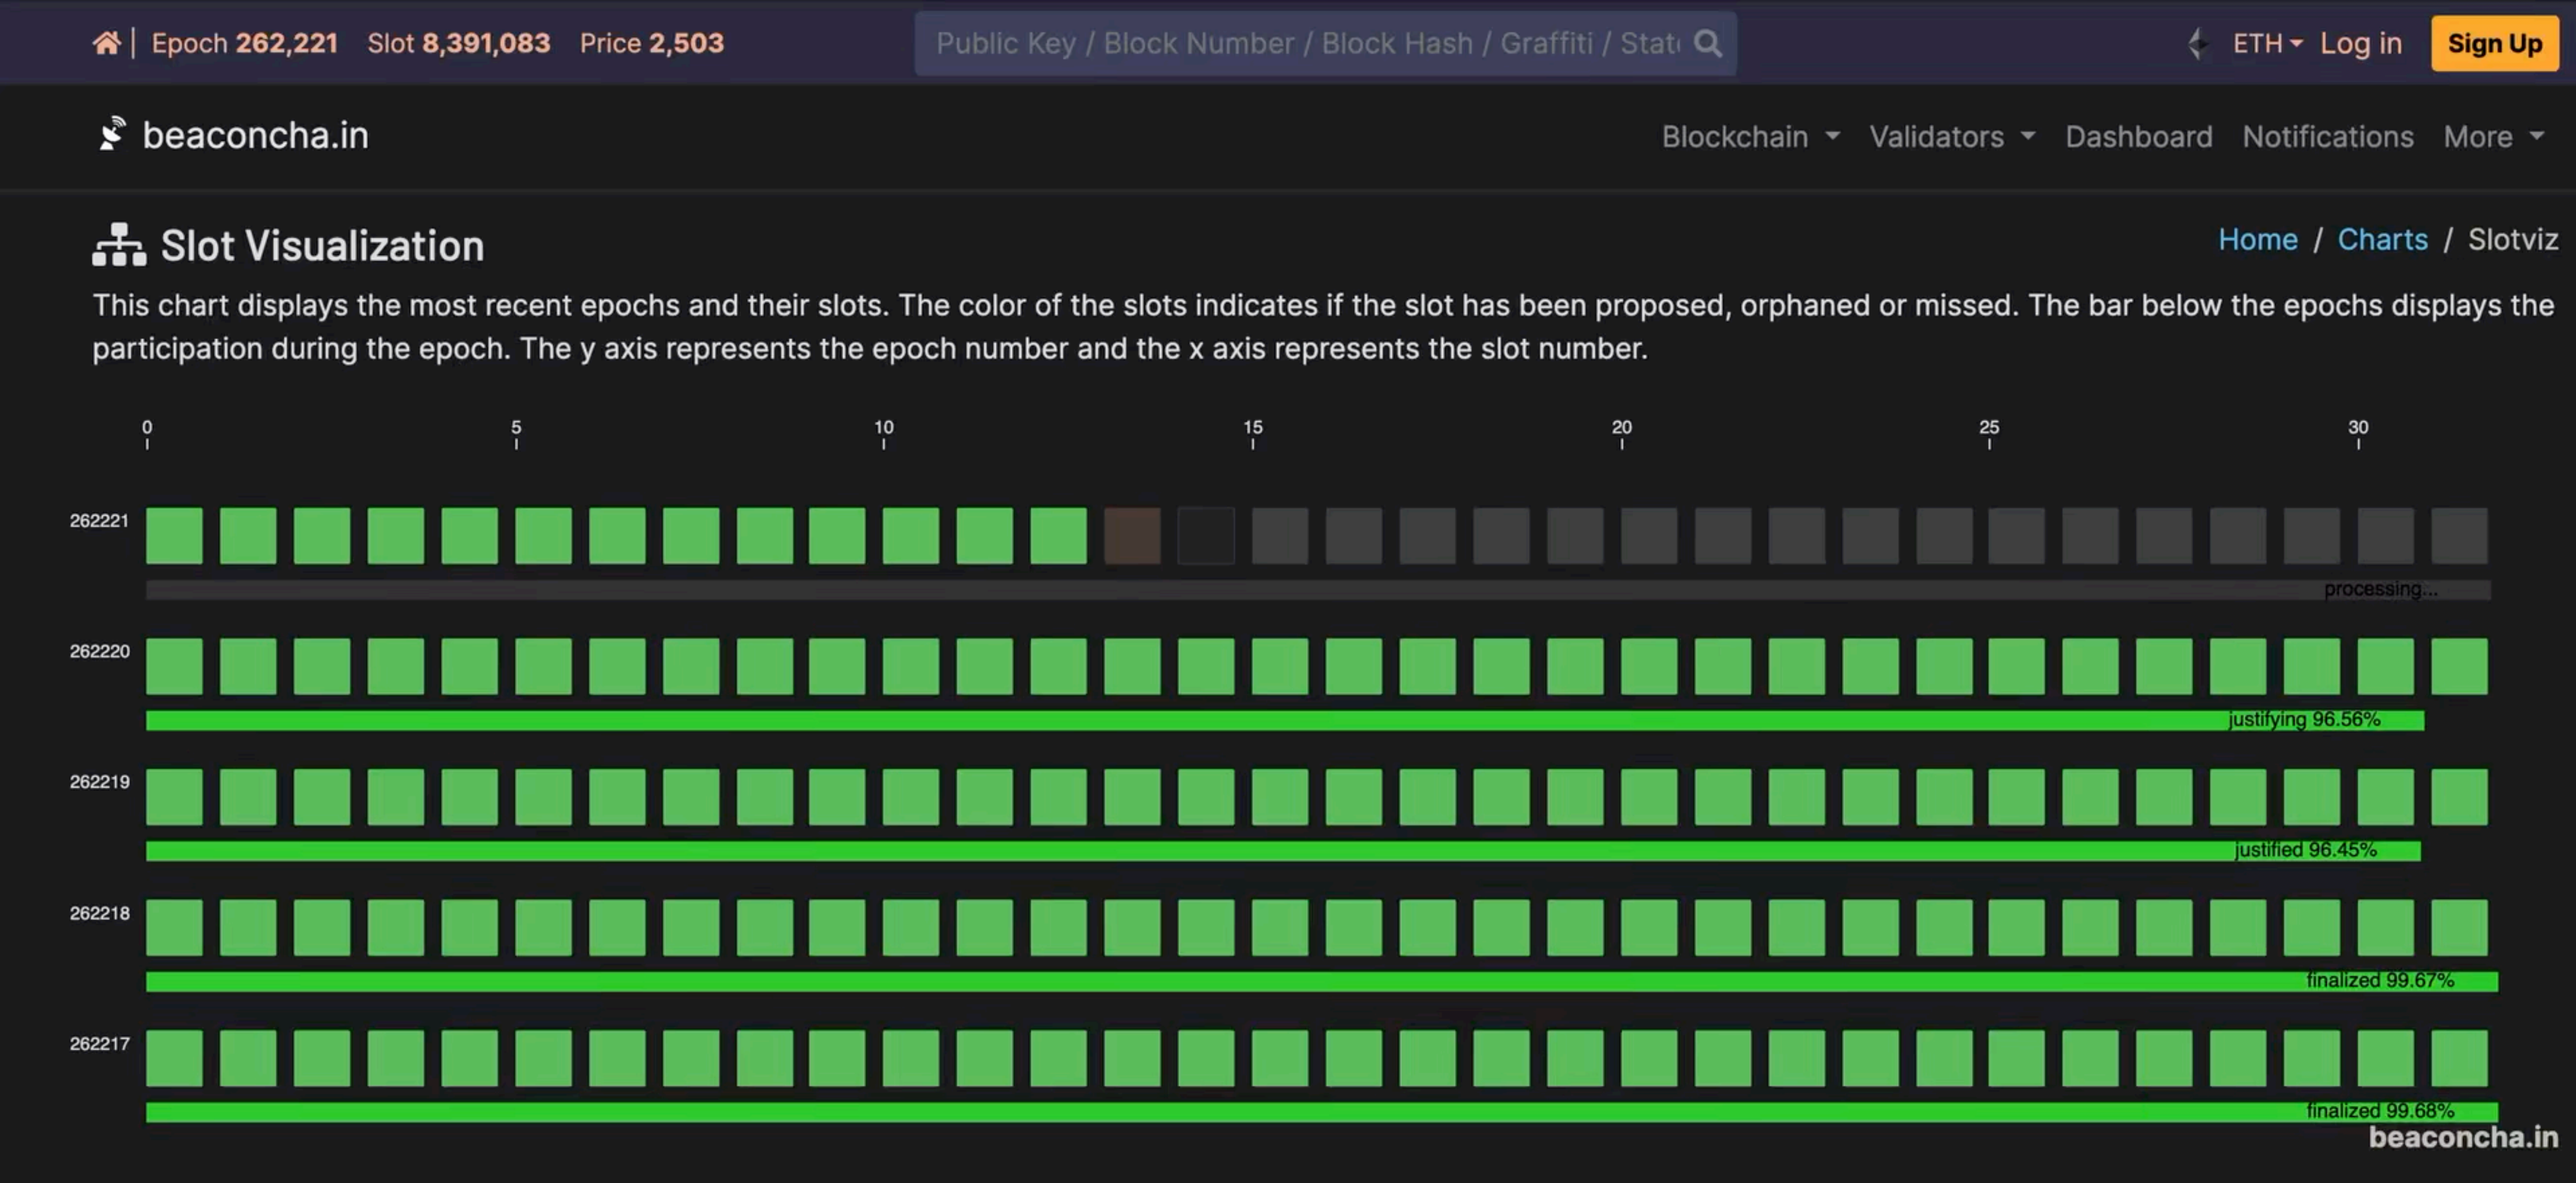 Epoch 262,221 Slot 8,391,083 Price 2,503
Public Key / Block Number / Block Hash / Graffiti /
ETH Log in Sign Up
beaconcha.in
Blockchain Validators Dashboard Notifications More
Slot Visualization
Home / Charts / Slotviz
This chart displays the most recent epochs and their slots. The color of the slots indicates if the slot has been proposed, orphaned or missed. The bar below the epochs displays the
participation during the epoch. The y axis represents the epoch number and the x axis represents the slot number.
0 5 10 15 20 25 30
262221
processing...
262220
justifying 96.56%
262219
justified 96.45%
262218
finalized 99.67%
262217
finalized 99.68%
beaconcha.in